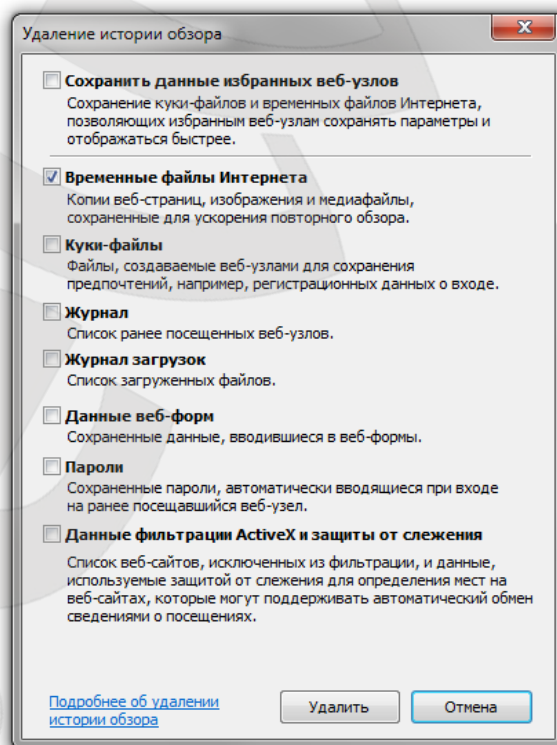 Удаление истории обзора
Сохранить данные избранных веб-узлов
Сохранение куки-файлов и временных файлов Интернета,
позволяющих избранным веб-узлам сохранять параметры и
отображаться быстрее.
Временные файлы Интернета
Копии веб-страниц, изображения и медиафайлы,
сохраненные для ускорения повторного обзора.
Куки-файлы
Файлы, создаваемые веб-узлами для сохранения
предпочтений, например, регистрационных данных о входе.
Журнал
Список ранее посещенных веб-узлов.
Журнал загрузок
Список загруженных файлов.
Данные веб-форм
Сохраненные данные, вводившиеся в веб-формы.
Пароли
Сохраненные пароли, автоматически вводящиеся при входе
на ранее посещавшийся веб-узел.
Данные фильтрации ActiveX и защиты от слежения
Список веб-сайтов, исключенных из фильтрации, и данные,
используемые защитой от слежения для определения мест на
веб-сайтах, которые могут поддерживать автоматический обмен
сведениями о посещениях.
Подробнее об удалении
истории обзора
Удалить
Отмена